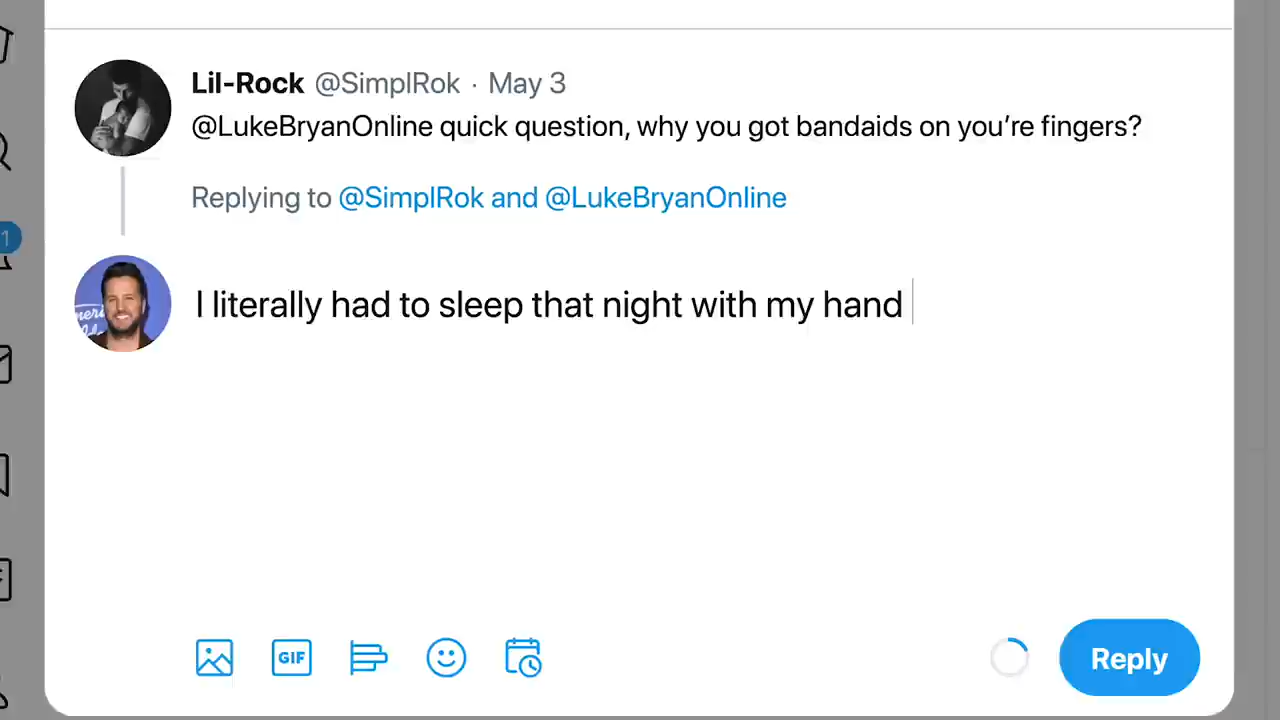 Lil-Rock @SimplRok · May 3
@LukeBryanOnline quick question, why you got bandaids on you’re fingers?
Replying to @SimplRok and @LukeBryanOnline
1
I literally had to sleep that night with my hand
GIF
Reply